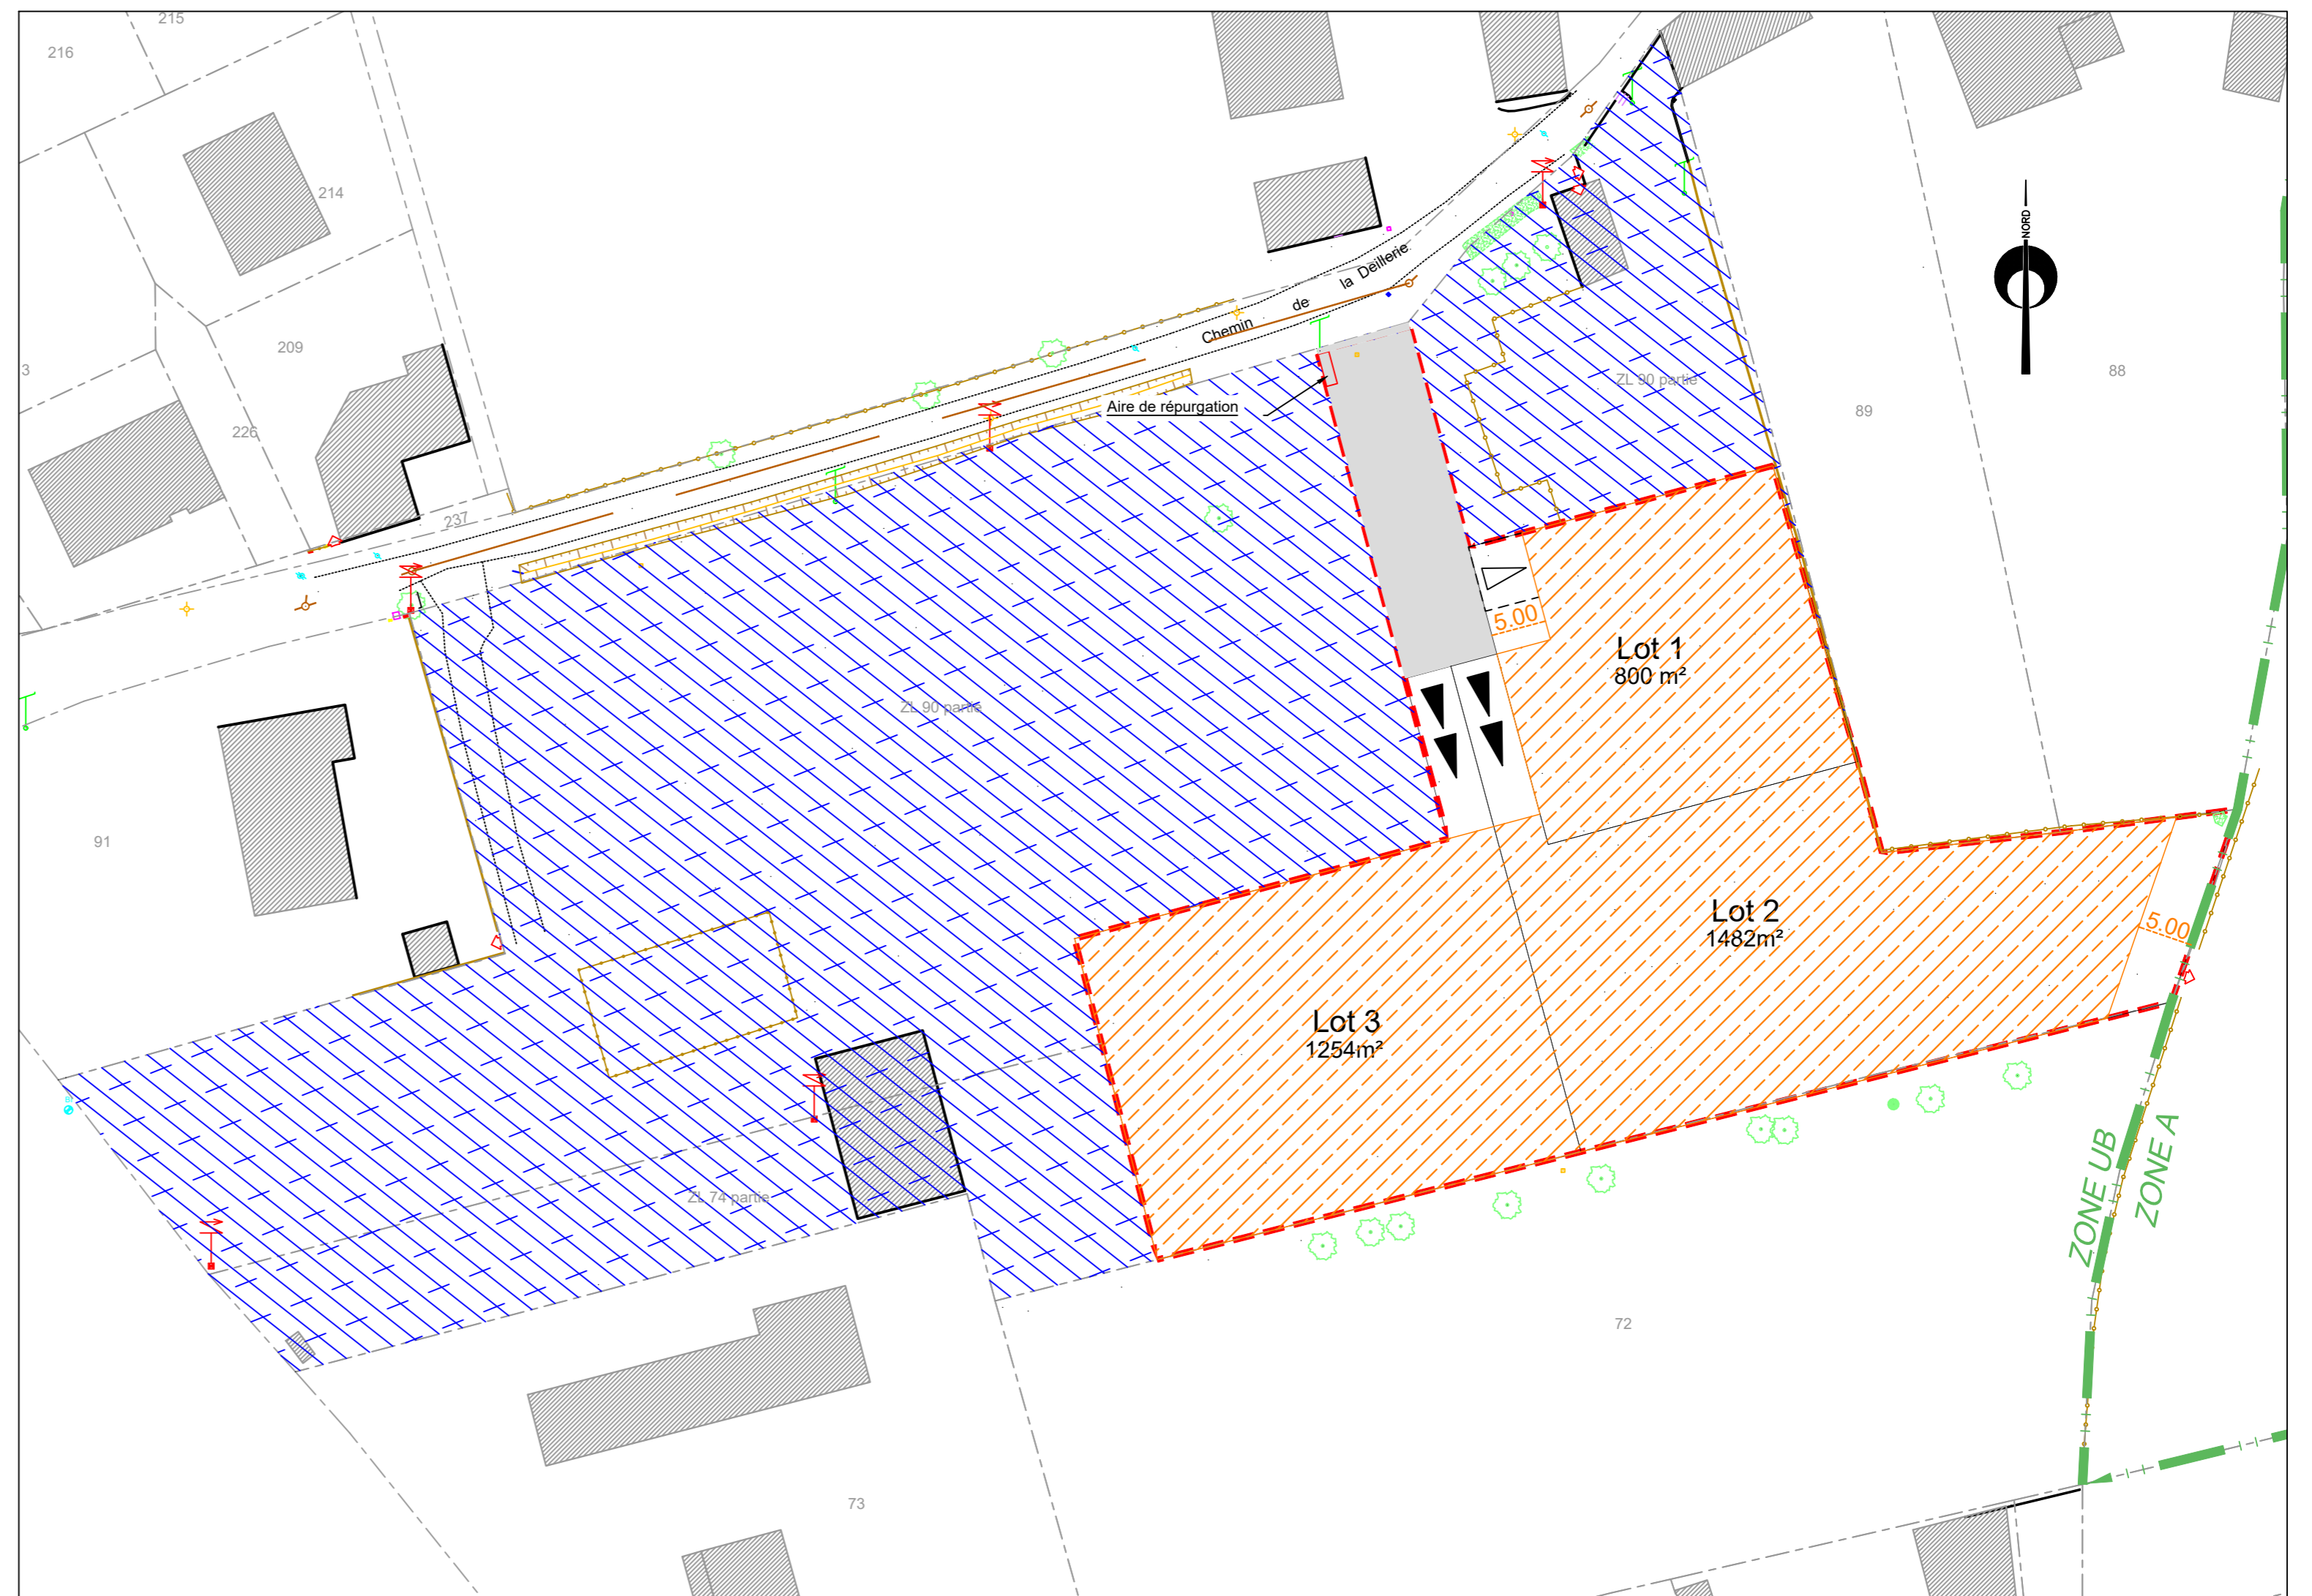 215
216
214
NORD
Chemin de la Deillerie
209
3
88
ZL 90 partie
Aire de répurgation
89
226
237
5.00
Lot 1
800 m²
ZL 90 partie
91
Lot 2
1482m²
5.00
Lot 3
1254m²
ZONE UB
ZONE A
ZL 74 partie
72
73